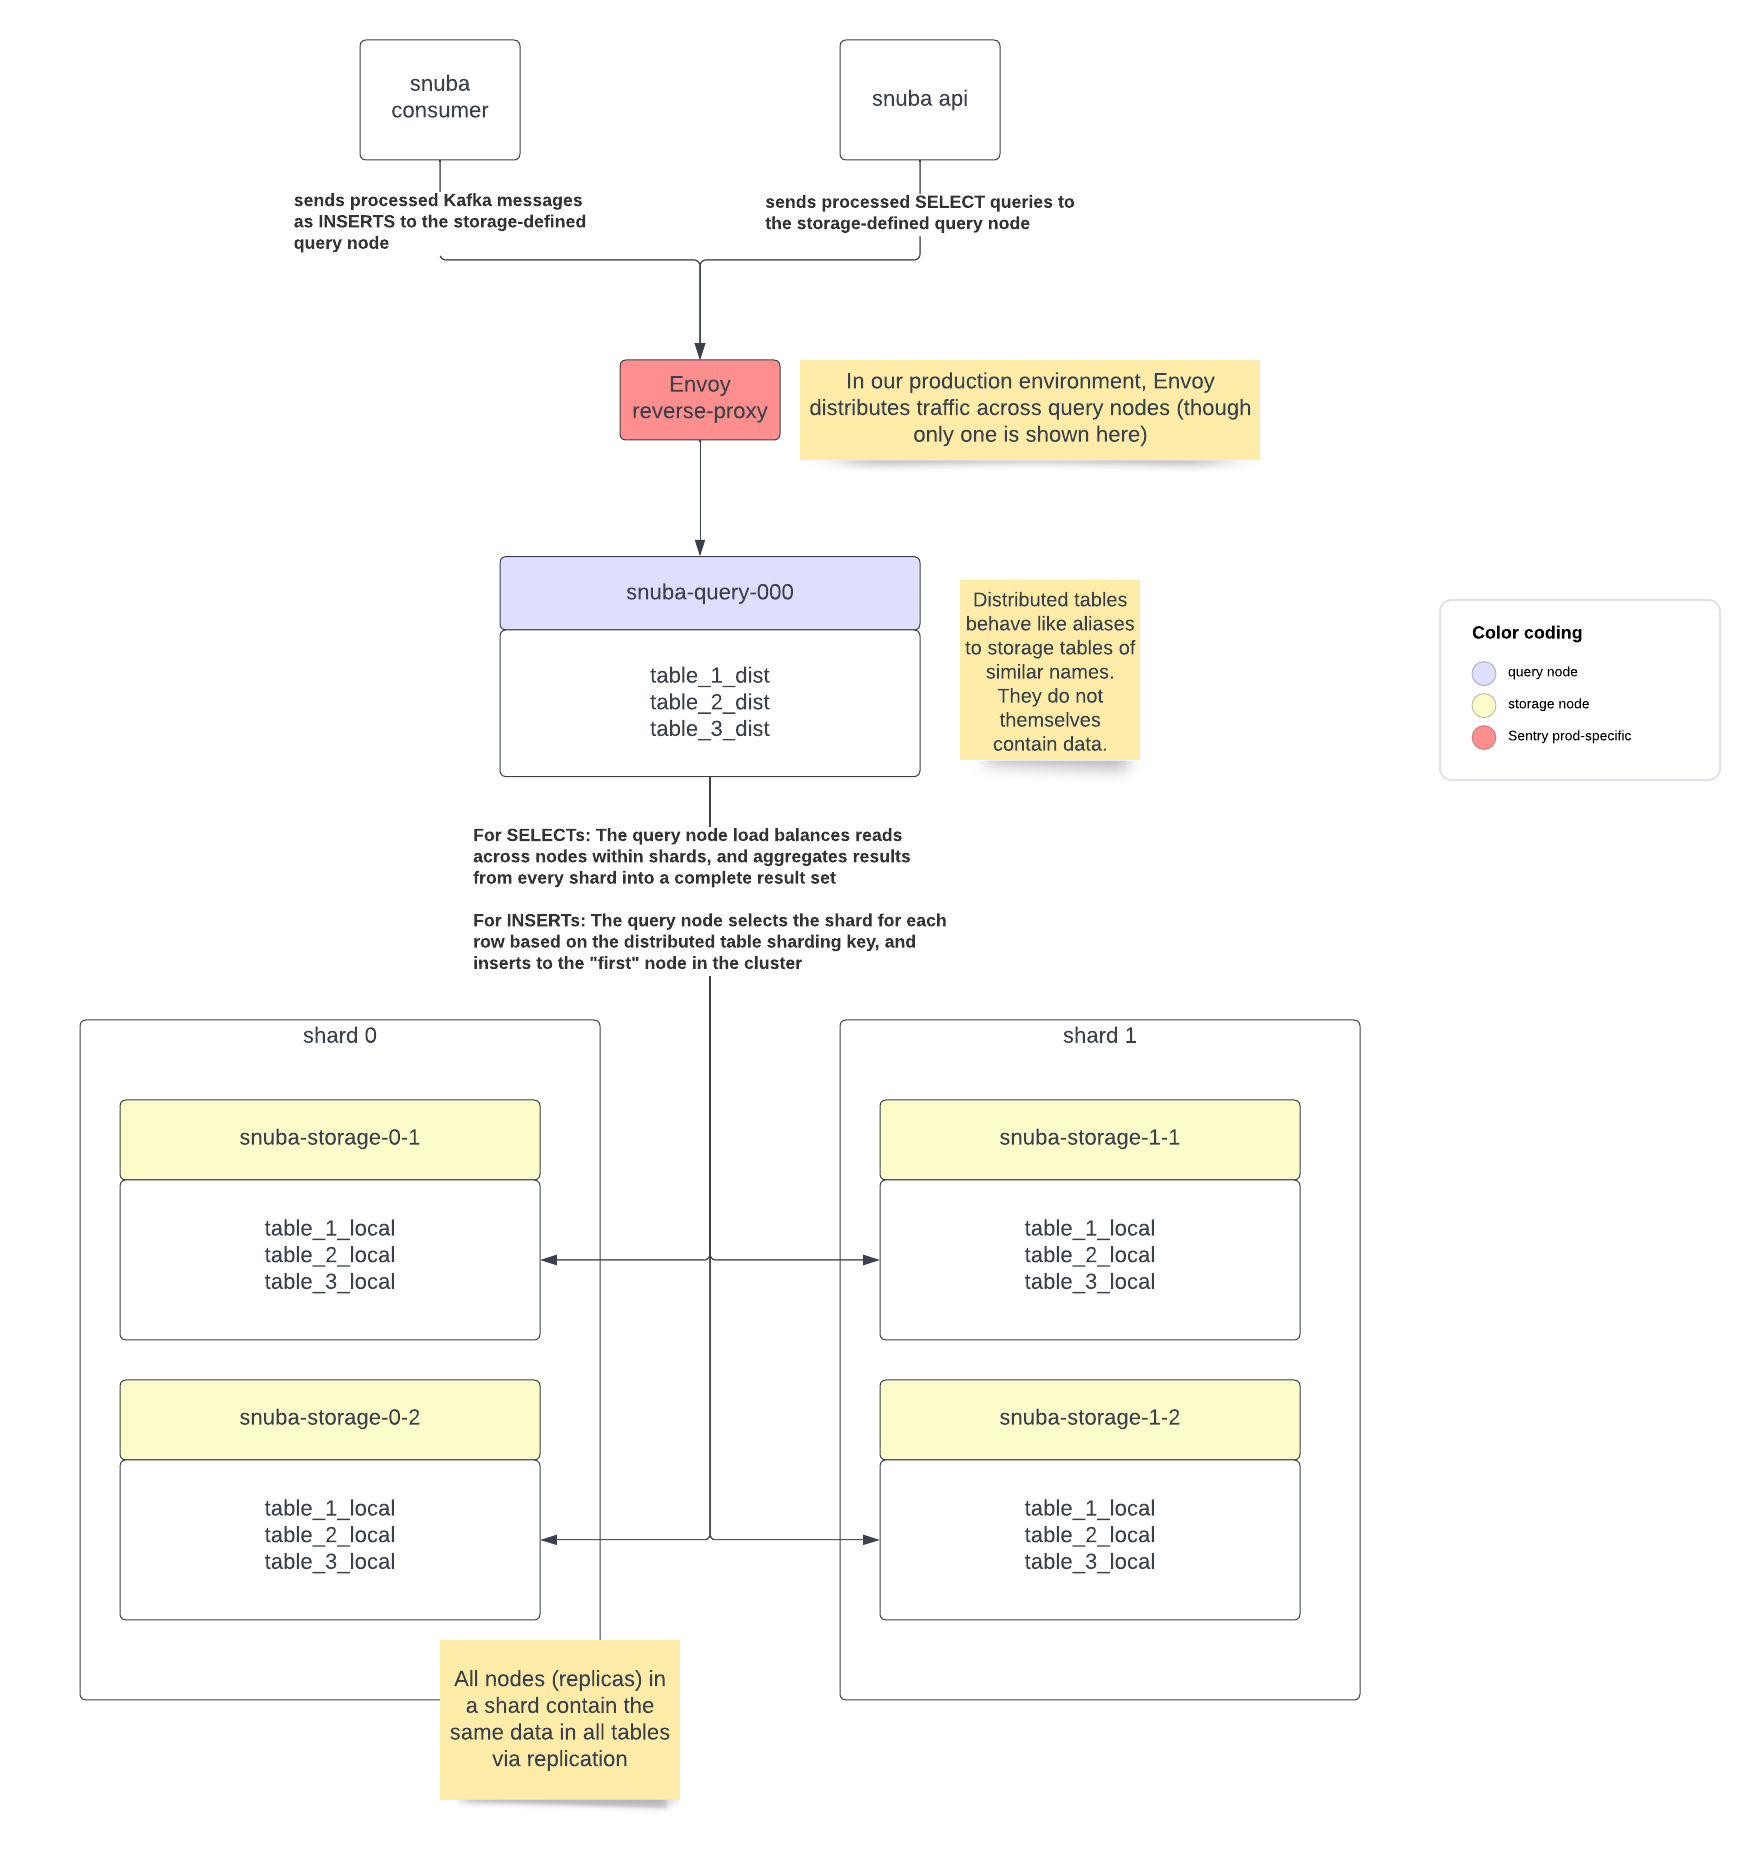 snuba
consumer
snuba api
sends processed Kafka messages
as INSERTS to the storage-defined
query node
sends processed SELECT queries to
the storage-defined query node
Envoy
reverse-proxy
In our production environment, Envoy
distributes traffic across query nodes (though
only one is shown here)
snuba-query-000
table_1_dist
table_2_dist
table_3_dist
Distributed tables
behave like aliases
to storage tables of
similar names.
They do not
themselves
contain data.
Color coding
query node
storage node
Sentry prod-specific
For SELECTs: The query node load balances reads
across nodes within shards, and aggregates results
from every shard into a complete result set
For INSERTs: The query node selects the shard for each
row based on the distributed table sharding key, and
inserts to the "first" node in the cluster
shard 0
snuba-storage-0-1
table_1_local
table_2_local
table_3_local
snuba-storage-0-2
table_1_local
table_2_local
table_3_local
shard 1
snuba-storage-1-1
table_1_local
table_2_local
table_3_local
snuba-storage-1-2
table_1_local
table_2_local
table_3_local
All nodes (replicas) in
a shard contain the
same data in all tables
via replication